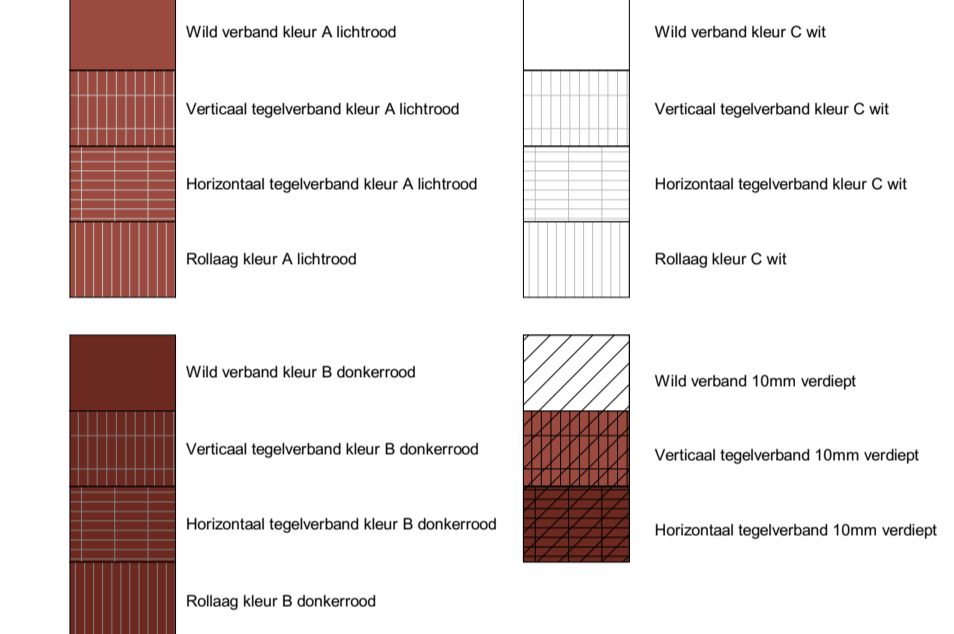 Wild verband kleur A lichtrood
Verticaal tegelverband kleur A lichtrood
Horizontaal tegelverband kleur A lichtrood
Rollaag kleur A lichtrood
Wild verband kleur B donkerrood
Verticaal tegelverband kleur B donkerrood
Horizontaal tegelverband kleur B donkerrood
Rollaag kleur B donkerrood
Wild verband kleur C wit
Verticaal tegelverband kleur C wit
Horizontaal tegelverband kleur C wit
Rollaag kleur C wit
Wild verband 10mm verdiept
Verticaal tegelverband 10mm verdiept
Horizontaal tegelverband 10mm verdiept